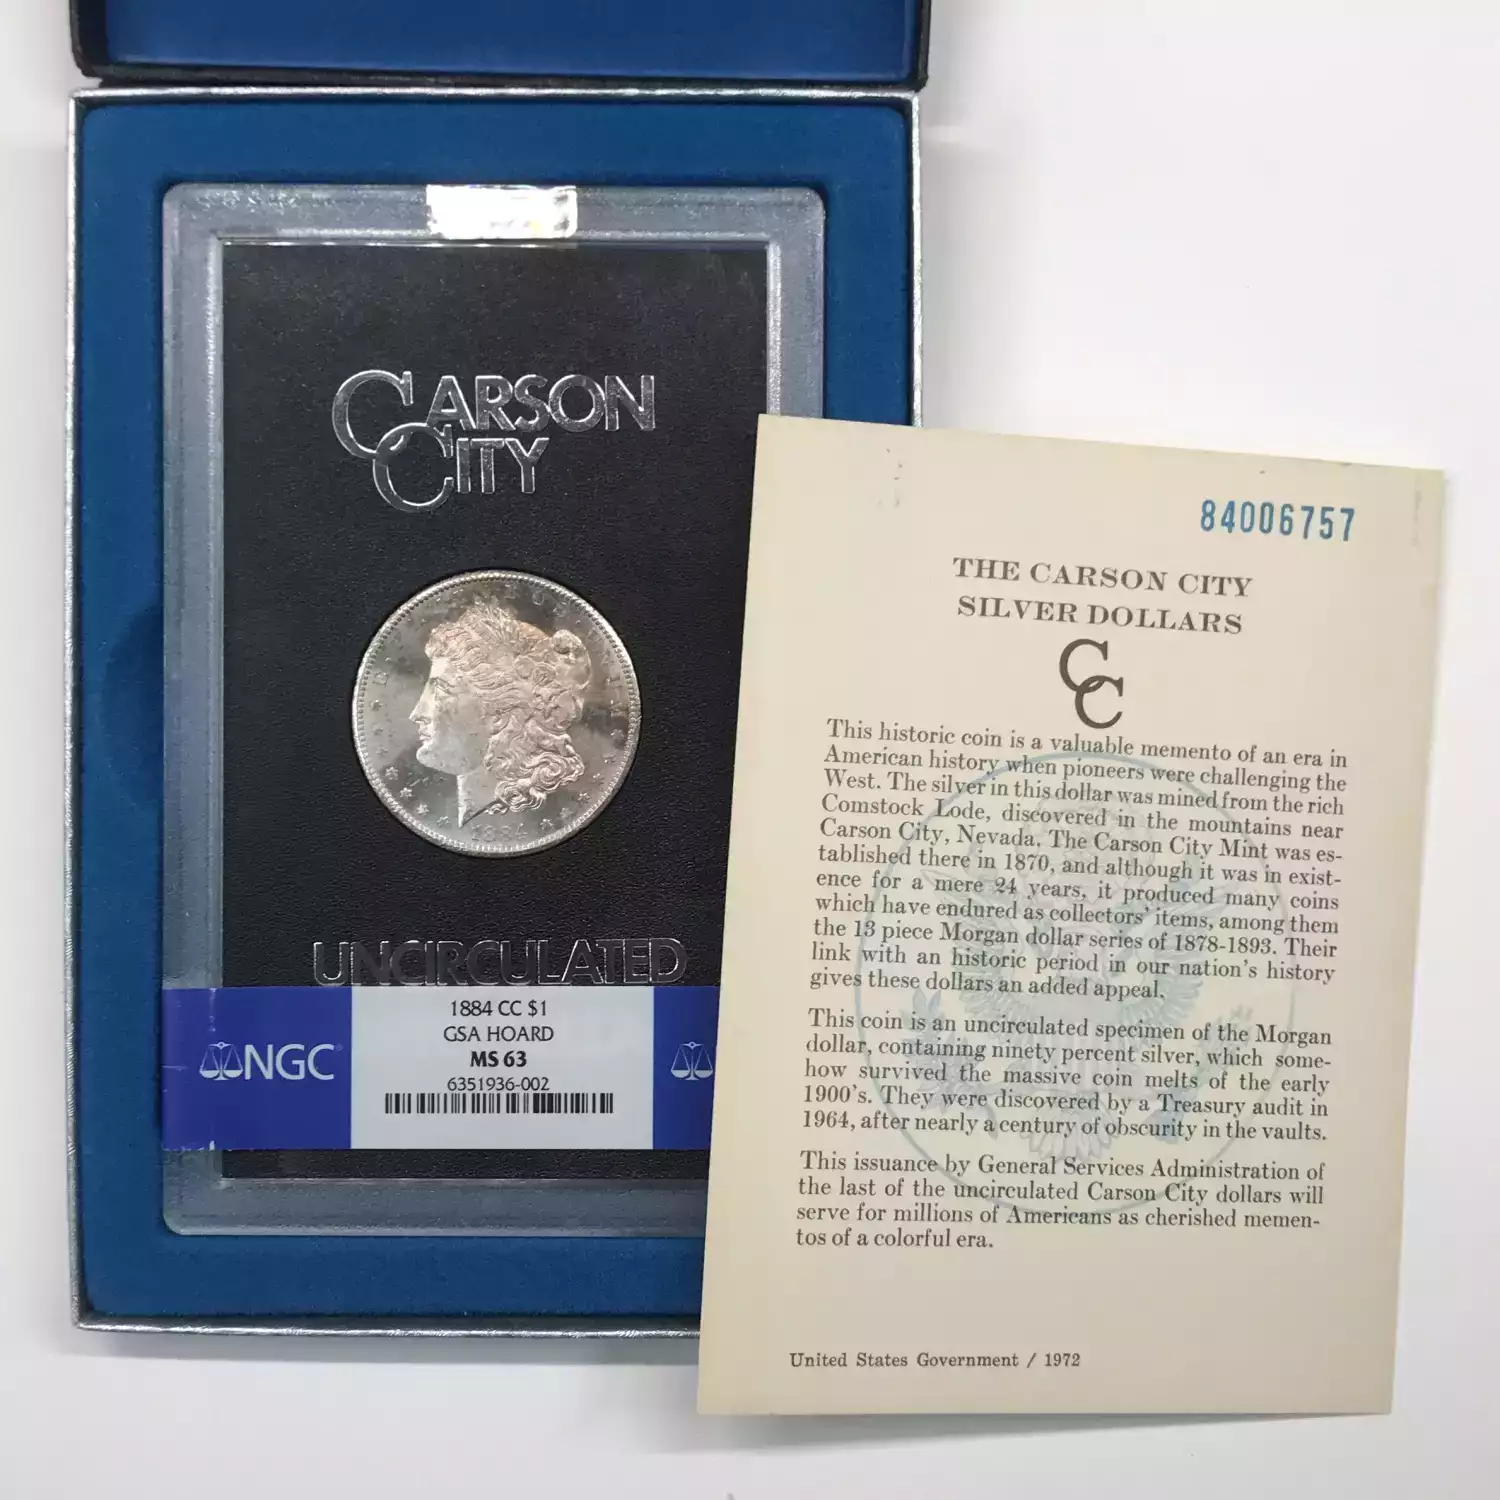 CARSON
CITY
1884
UNCIRCULATED
NGC
1884 CC $1
GSA HOARD
MS 63
6351936-002
84006757
THE CARSON CITY
SILVER DOLLARS
CC
This historic coin is a valuable memento of an era in
American history when pioneers were challenging the
West. The silver in this dollar was mined from the rich
Comstock Lode, discovered in the mountains near
Carson City, Nevada. The Carson City Mint was es-
tablished there in 1870, and although it was in exist-
ence for a mere 24 years, it produced many coins
which have endured as collectors' items, among them
the 13 piece Morgan dollar series of 1878-1893. Their
link with an historic period in our nation's history
gives these dollars an added appeal.
This coin is an uncirculated specimen of the Morgan
dollar, containing ninety percent silver, which some-
how survived the massive coin melts of the early
1900's. They were discovered by a Treasury audit in
1964, after nearly a century of obscurity in the vaults.
This issuance by General Services Administration of
the last of the uncirculated Carson City dollars will
serve for millions of Americans as cherished memen-
tos of a colorful era.
United States Government / 1972